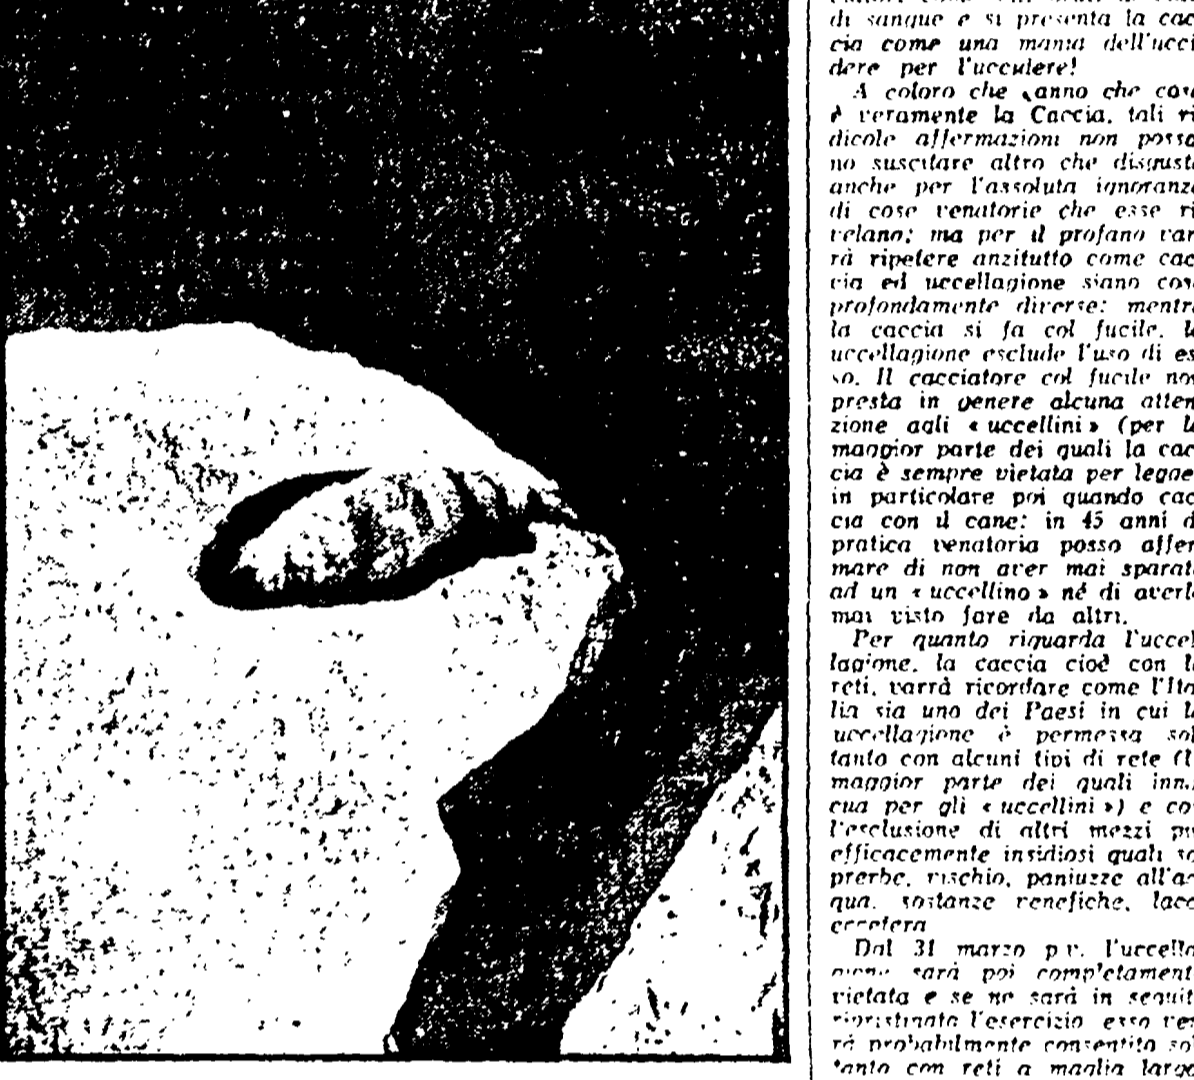 di sangue e si presenta la cac
cia come una mania dell'ucci
dere per l'uccidere!
A coloro che sanno che cosa
è veramente la Caccia, tali ri
dicole affermazioni non posso
no suscitare altro che disgusto
anche per l'assoluta ignoranza
di cose venatorie che esse ri
velano; ma per il profano var
rà ripetere anzitutto come cac
cia ed uccellagione siano cose
profondamente diverse: mentre
la caccia si fa col fucile, l'
uccellagione esclude l'uso di es
so. Il cacciatore col fucile non
presta in genere alcuna atten
zione agli « uccellini » (per la
maggior parte dei quali la cac
cia è sempre vietata per legge)
in particolare poi quando cac
cia con il cane: in 45 anni di
pratica venatoria posso affer
mare di non aver mai sparato
ad un « uccellino » né di averlo
mai visto fare da altri.
Per quanto riguarda l'uccel
lagione, la caccia cioè con le
reti, varrà ricordare come l'Ita
lia sia uno dei Paesi in cui la
uccellagione è permessa sol
tanto con alcuni tipi di rete (la
maggior parte dei quali inno
cua per gli « uccellini ») e con
l'esclusione di altri mezzi più
efficacemente insidiosi quali so
prerbe, vischio, paniuzze all'ac
qua, sostanze venefiche, lacci
eccetera
Dal 31 marzo p.v. l'uccella
gione sarà poi completamente
vietata e se ne sarà in seguito
ripristinato l'esercizio esso ver
rà probabilmente consentito sol
tanto con reti a maglia larga